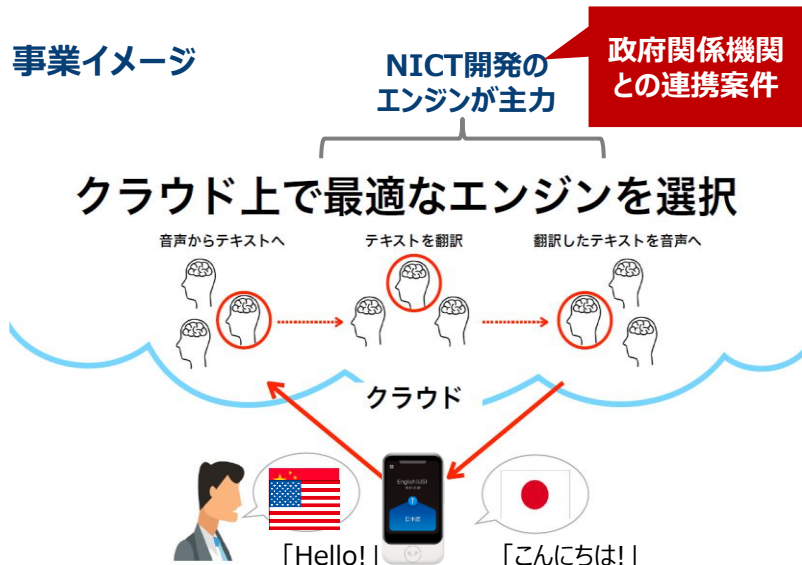 事業イメージ
NICT開発の
エンジンが主力
政府関係機関
との連携案件
クラウド上で最適なエンジンを選択
音声からテキストへ
テキストを翻訳
翻訳したテキストを音声へ
クラウド
English(US)
日本語
「Hello!」
「こんにちは!」